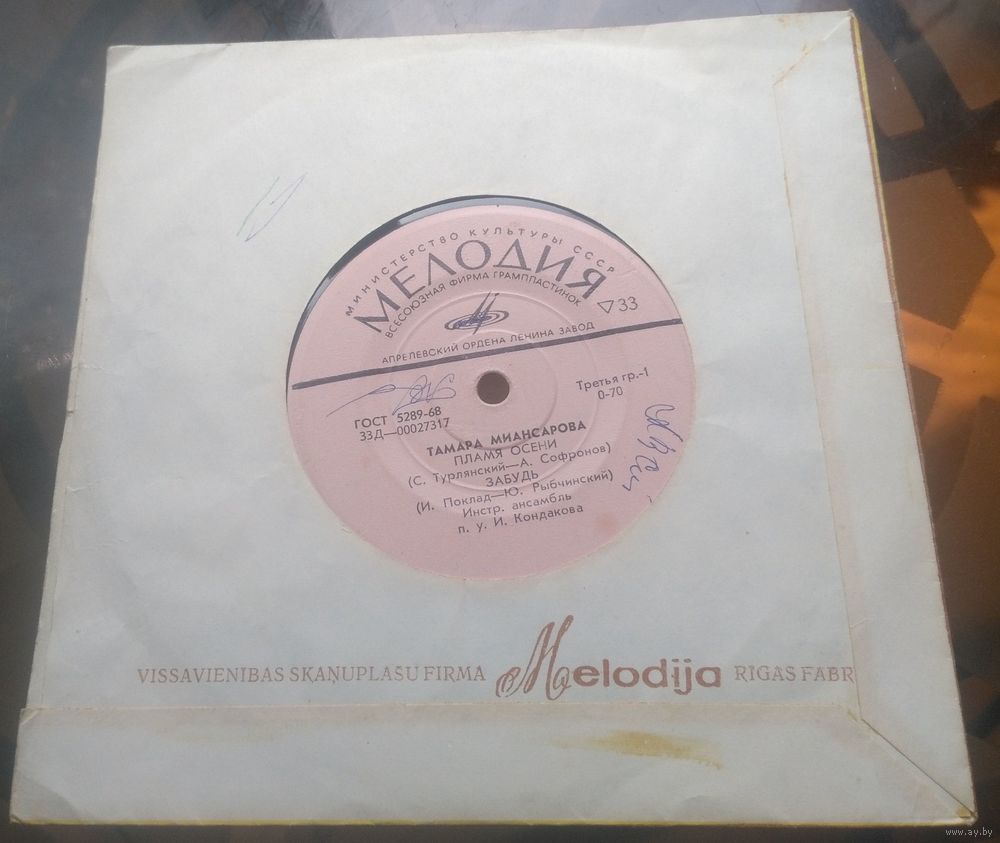 МИНИСТЕРСТВО КУЛЬТУРЫ СССР
МЕЛОДИЯ
ВСЕСОЮЗНАЯ ФИРМА ГРАМПЛАСТИНОК
▽33
АПРЕЛЕВСКИЙ ОРДЕНА ЛЕНИНА ЗАВОД
ГОСТ 5289-68
33Д—00027317
Третья гр.-1
0-70
ТАМАРА МИАНСАРОВА
ПЛАМЯ ОСЕНИ
(С. Турлянский—А. Софронов)
ЗАБУДЬ
(И. Поклад—Ю. Рыбчинский)
Инстр. ансамбль
п. у. И. Кондакова
VISSAVIENĪBAS SKAŅUPLAŠU FIRMA Melodija RĪGAS FABR
www.ay.by